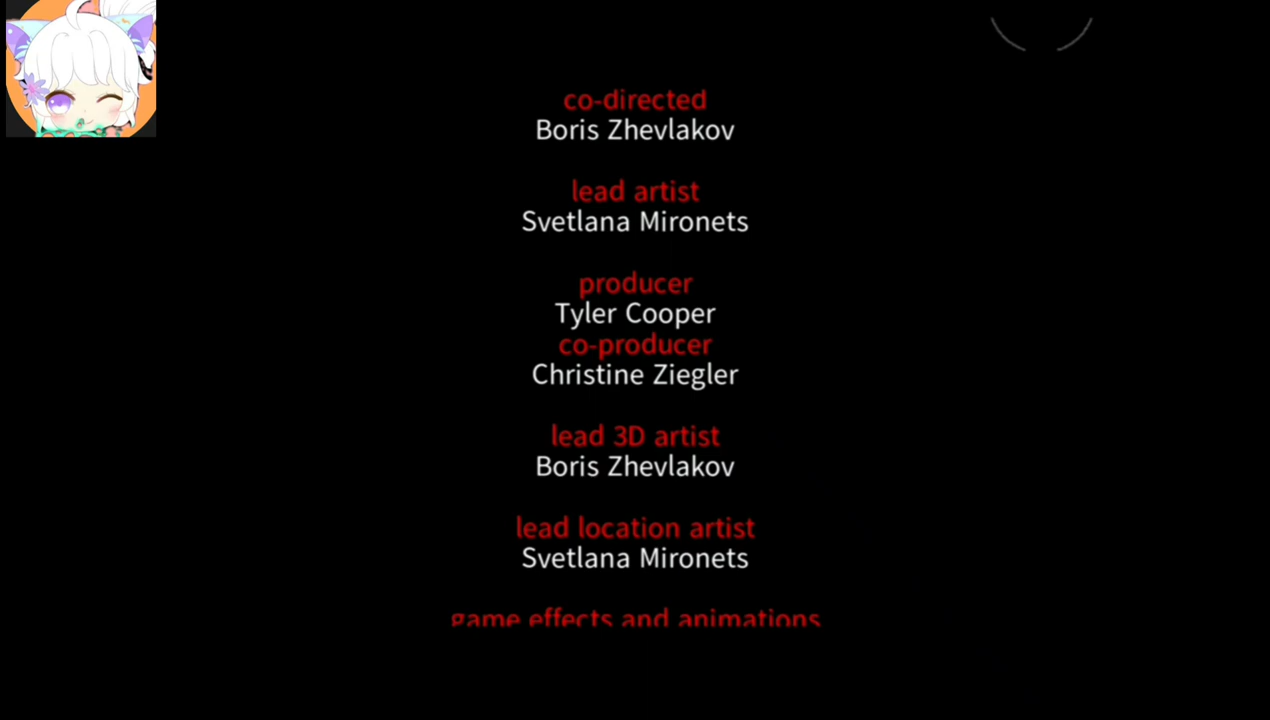 co-directed
Boris Zhevlakov
lead artist
Svetlana Mironets
producer
Tyler Cooper
co-producer
Christine Ziegler
lead 3D artist
Boris Zhevlakov
lead location artist
Svetlana Mironets
game effects and animations